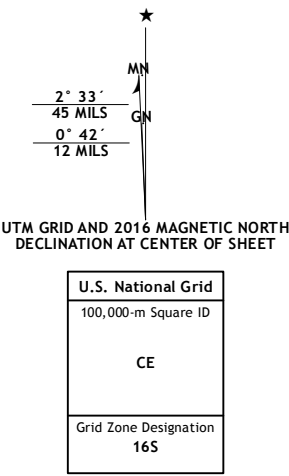 ★
MN
2° 33´
45 MILS
GN
0° 42´
12 MILS
UTM GRID AND 2016 MAGNETIC NORTH
DECLINATION AT CENTER OF SHEET
U.S. National Grid
100,000-m Square ID
CE
Grid Zone Designation
16S